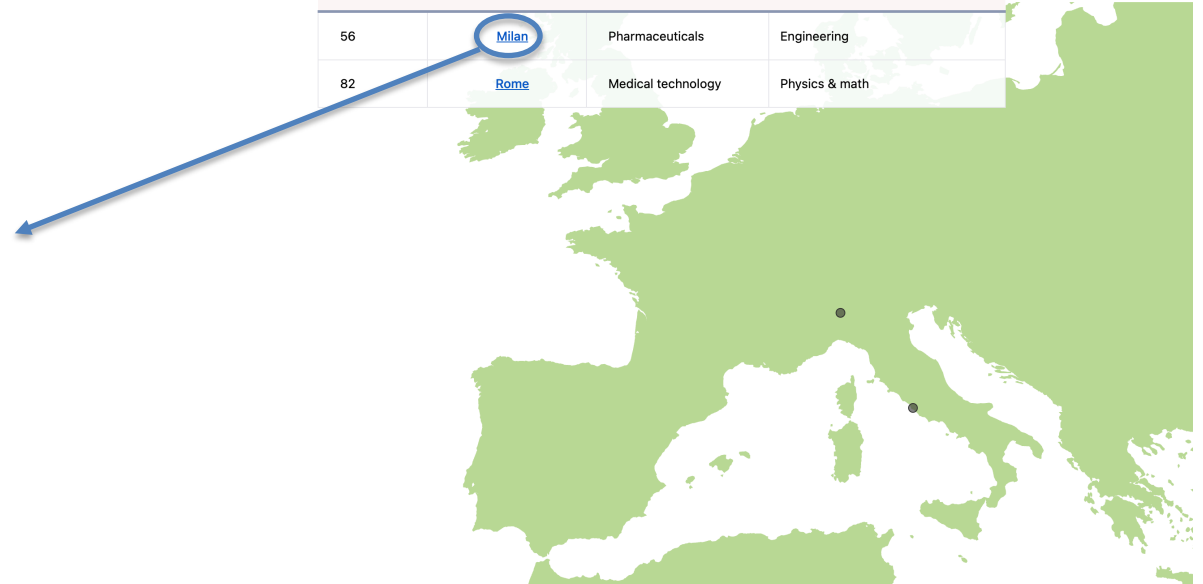 56 Milan Pharmaceuticals Engineering
82 Rome Medical technology Physics & math